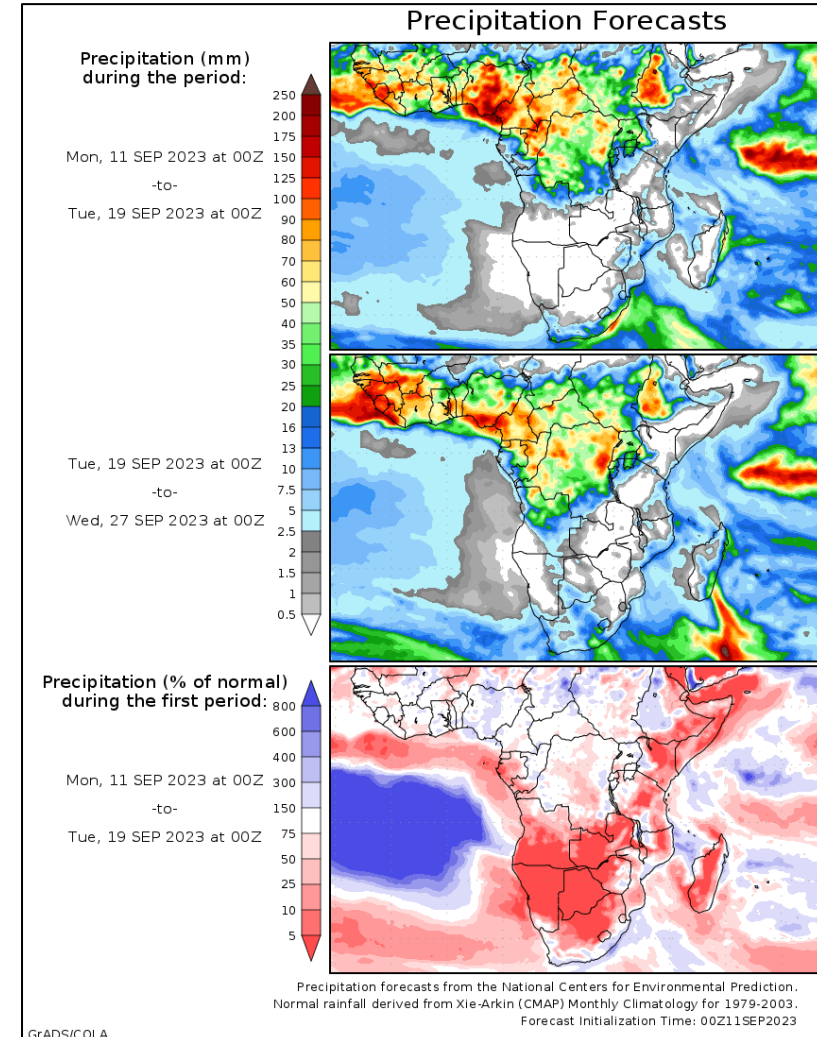 Precipitation Forecasts
Precipitation (mm)
during the period:
250
200
175
150
125
100
90
80
70
60
50
40
35
30
25
20
16
13
10
7.5
5
2.5
2
1.5
1
0.5
Mon, 11 SEP 2023 at 00Z
-to-
Tue, 19 SEP 2023 at 00Z
Tue, 19 SEP 2023 at 00Z
-to-
Wed, 27 SEP 2023 at 00Z
Precipitation (% of normal)
during the first period:
800
600
400
300
150
75
50
25
10
5
Mon, 11 SEP 2023 at 00Z
-to-
Tue, 19 SEP 2023 at 00Z
Precipitation forecasts from the National Centers for Environmental Prediction.
Normal rainfall derived from Xie-Arkin (CMAP) Monthly Climatology for 1979-2003.
Forecast Initialization Time: 00Z11SEP2023
GrADS/COLA